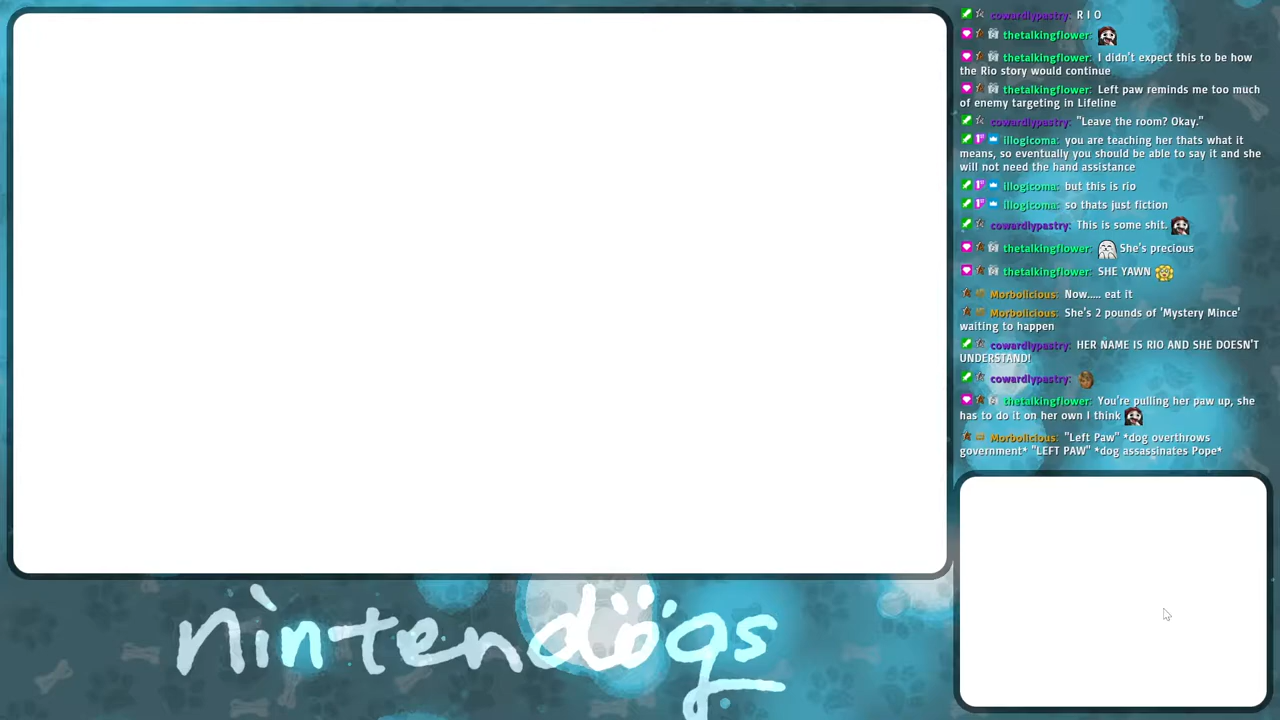 cowardlypastry: R I O
thetalkingflower:
thetalkingflower: I didn't expect this to be how
the Rio story would continue
thetalkingflower: Left paw reminds me too much
of enemy targeting in Lifeline
cowardlypastry: "Leave the room? Okay."
illogicoma: you are teaching her thats what it
means, so eventually you should be able to say it and she
will not need the hand assistance
illogicoma: but this is rio
illogicoma: so thats just fiction
cowardlypastry: This is some shit.
thetalkingflower: She's precious
thetalkingflower: SHE YAWN
Morbolicious: Now..... eat it
Morbolicious: She's 2 pounds of 'Mystery Mince'
waiting to happen
cowardlypastry: HER NAME IS RIO AND SHE DOESN'T
UNDERSTAND!
cowardlypastry:
thetalkingflower: You're pulling her paw up, she
has to do it on her own I think
Morbolicious: "Left Paw" *dog overthrows
government* "LEFT PAW" *dog assassinates Pope*
nìntendögs